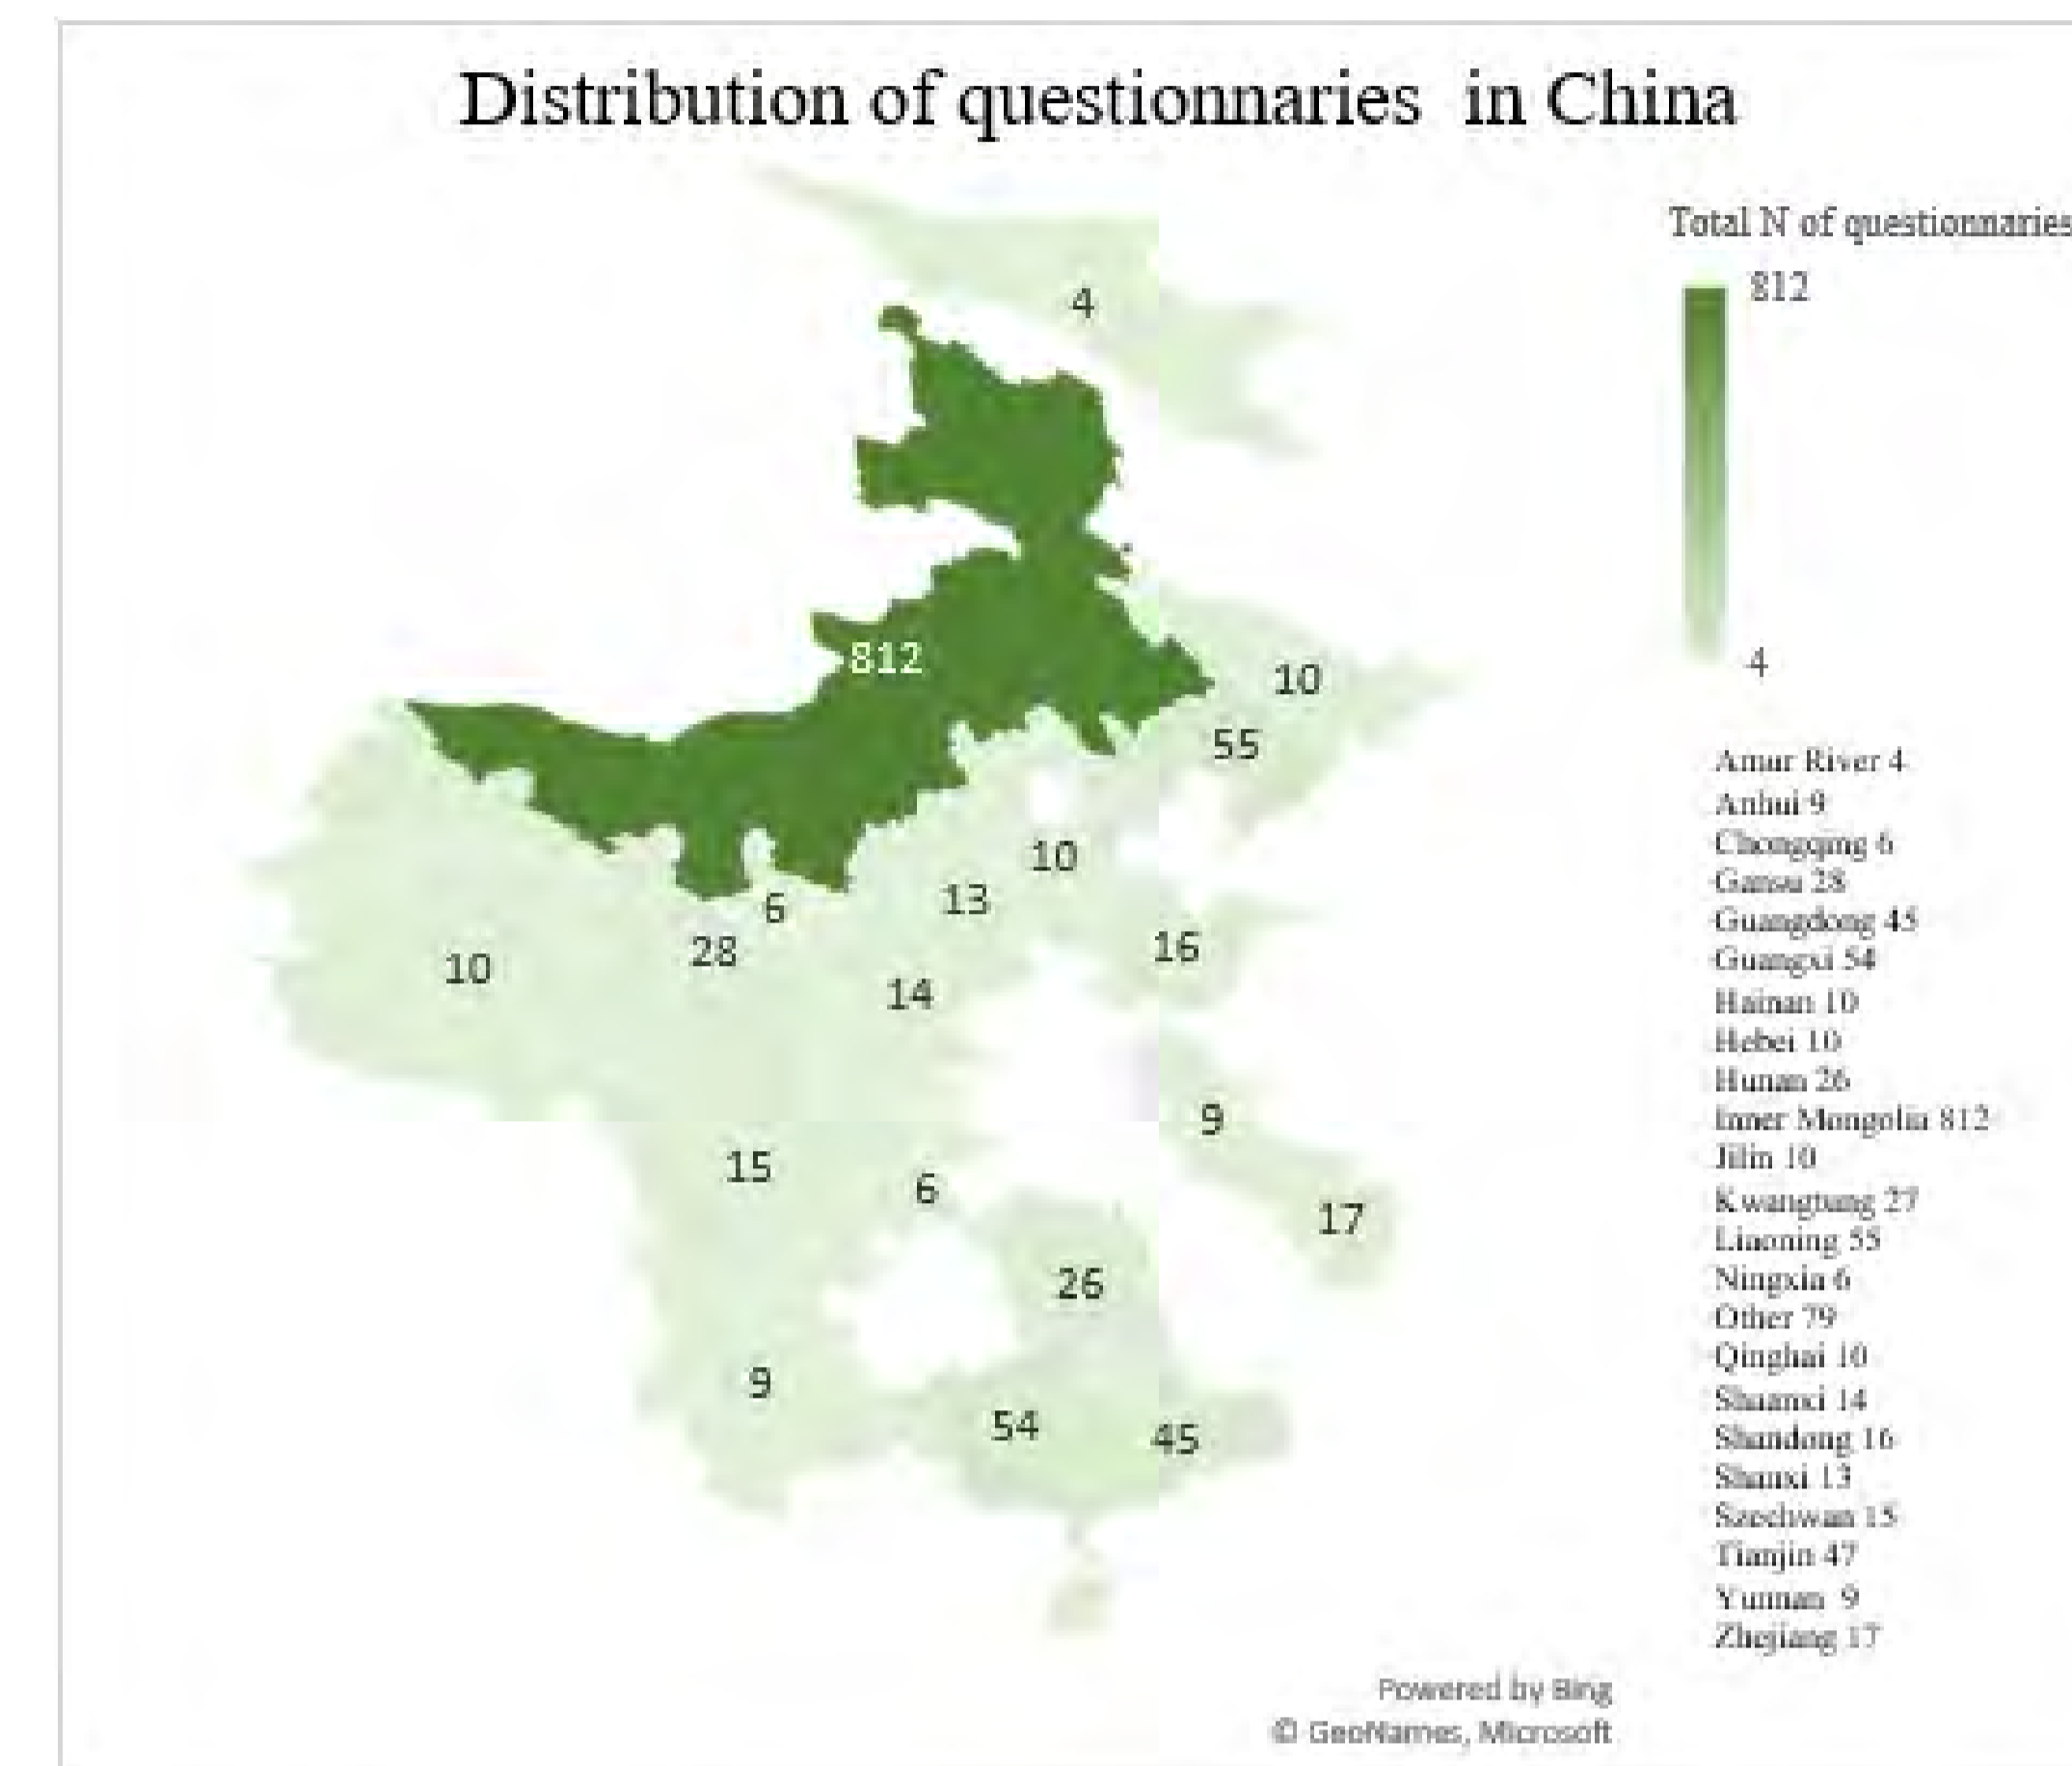 Distribution of questionnaries in China
Total N of questionnaries
812
4
4
812
10
55
10
13
6
28
10
14
16
15
6
9
17
26
9
54
45
Amur River 4
Anhui 9
Chongqing 6
Gansu 28
Guangdong 45
Guangxi 54
Hainan 10
Hebei 10
Hunan 26
Inner Mongolia 812
Jilin 10
Kwangtung 27
Liaoning 55
Ningxia 6
Other 79
Qinghai 10
Shaanxi 14
Shandong 16
Shanxi 13
Szechwan 15
Tianjin 47
Yunnan 9
Zhejiang 17
Powered by Bing
© GeoNames, Microsoft